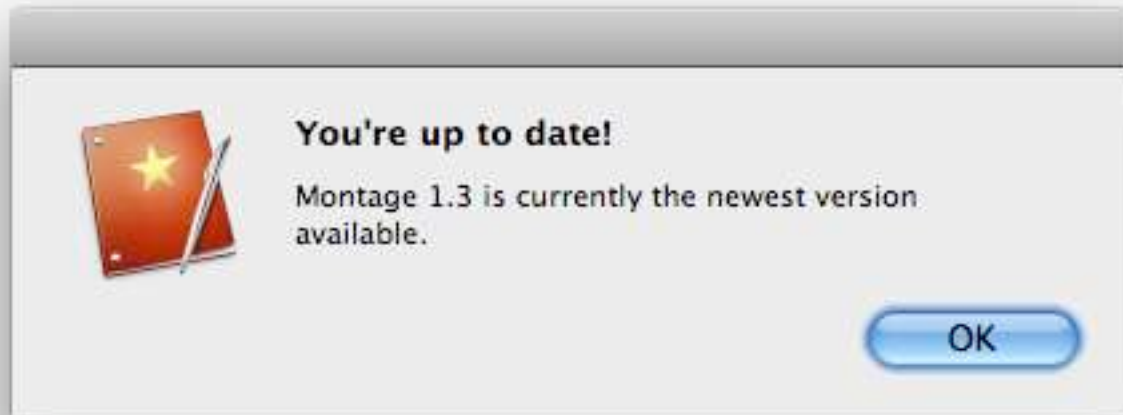 You're up to date!
Montage 1.3 is currently the newest version
available.
OK